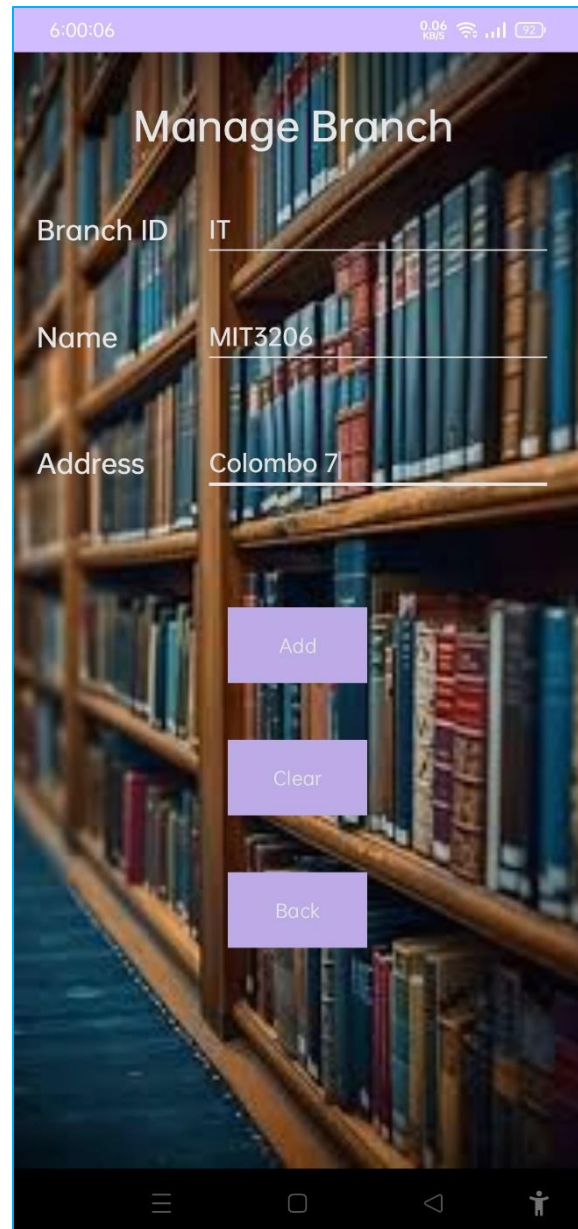 6:00:06 0.06 KB/S 92
Manage Branch
Branch ID IT
Name MIT3206
Address Colombo 7
Add
Clear
Back